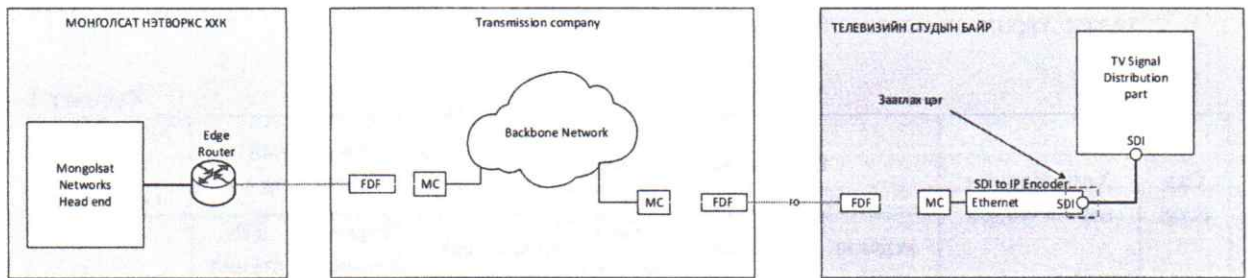 МОНГОЛСАТ НЭТВОРКС ХХК
Transmission company
ТЕЛЕВИЗИЙН СТУДЫН БАЙР
TV Signal
Distribution
part
Зааглах цэг
SDI
Edge
Router
Backbone Network
Mongolsat
Networks
Head end
FDF
MC
MC
FDF
FDF
MC
SDI to IP Encoder
Ethernet
SDI